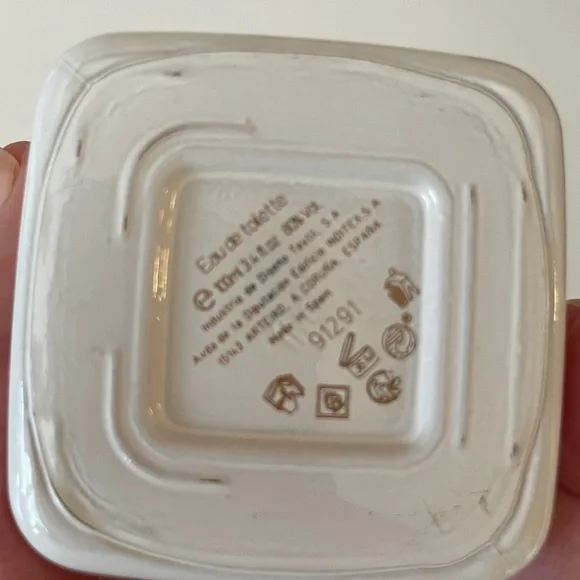 Eau de toilette
℮ 100ml 3.4 fl.oz 80% Vol.
Industria de Diseño Textil, S.A
Avda de la Diputación Edificio INDITEX,S.A
15143 ARTEIXO, A CORUÑA, ESPAÑA
Made in Spain
91291